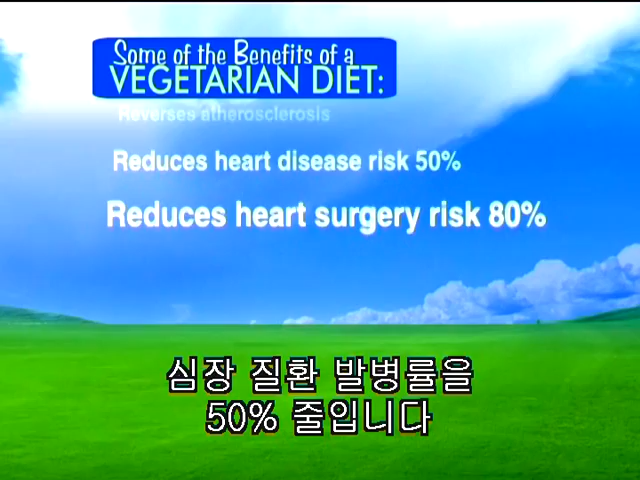 Some of the Benefits of a
VEGETARIAN DIET:
Reverses atherosclerosis
Reduces heart disease risk 50%
Reduces heart surgery risk 80%
심장 질환 발병률을
50% 줄입니다